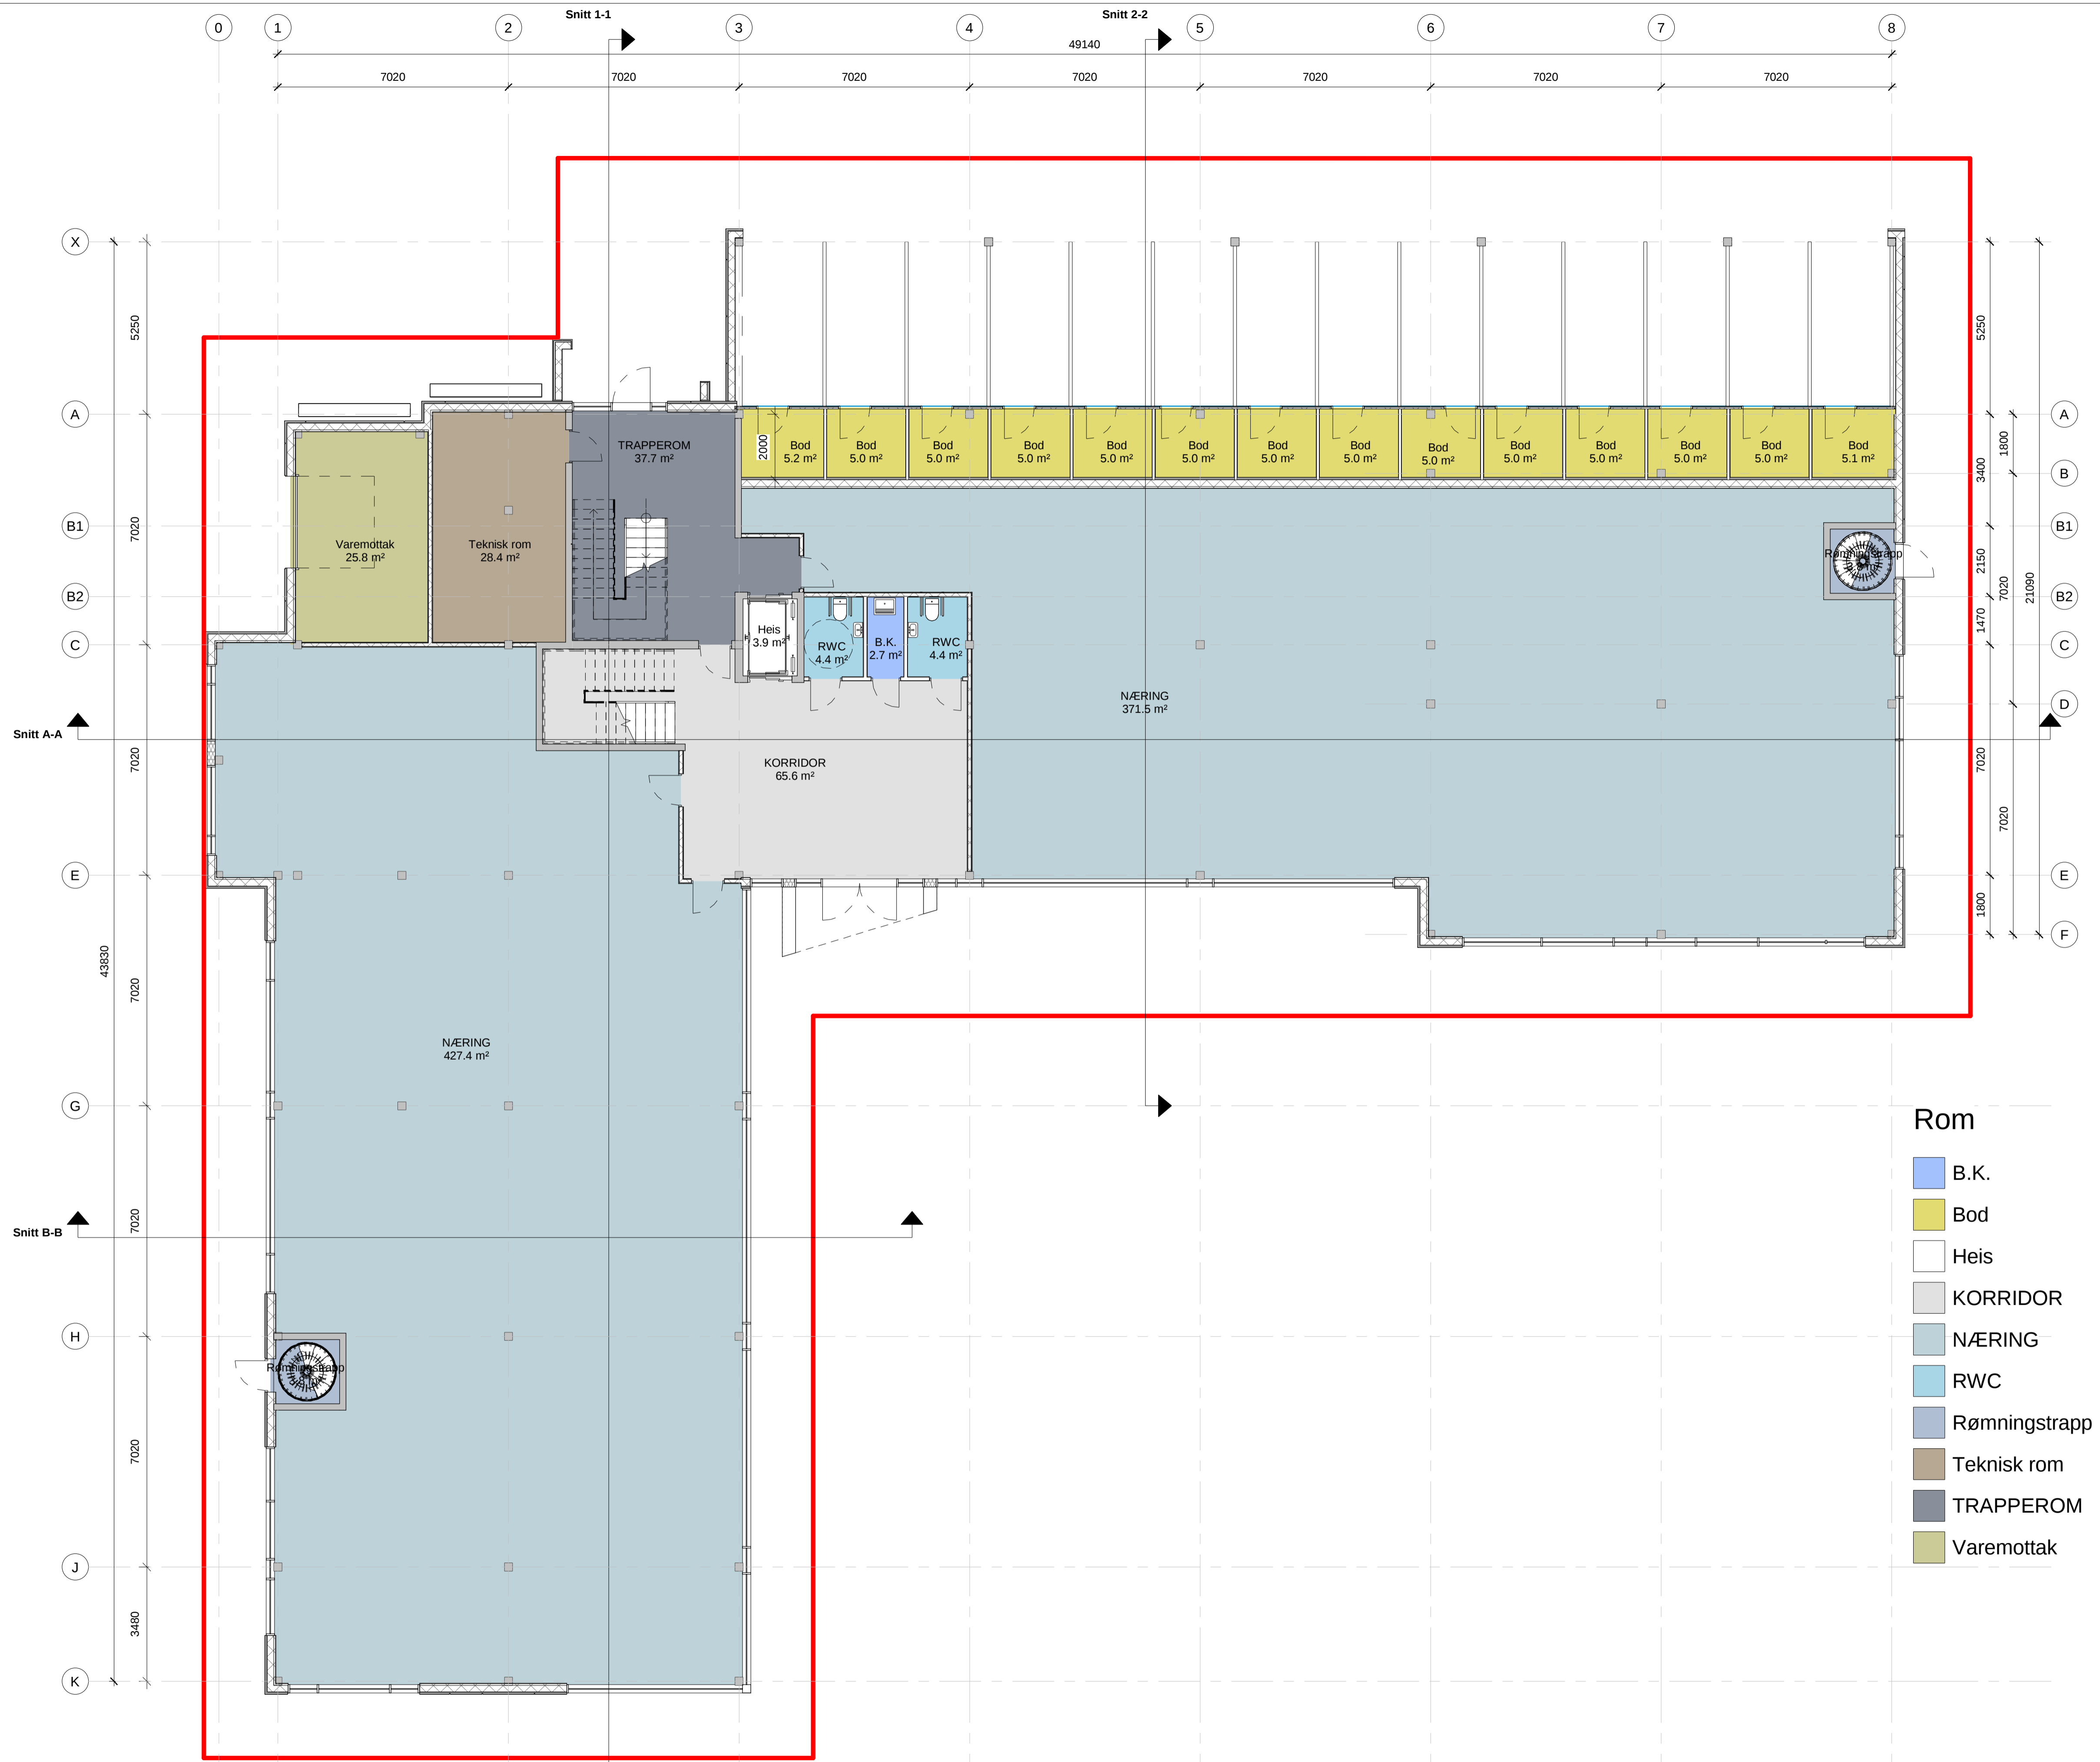 Snitt 1-1
Snitt 2-2
0
1
2
3
4
5
6
7
8
49140
7020
7020
7020
7020
7020
7020
7020
X
A
B1
B2
C
E
G
H
J
K
5250
7020
7020
7020
7020
7020
3480
43830
A
B
B1
B2
C
D
E
F
5250
3400
2150
1470
7020
1800
1800
7020
7020
21090
2000
TRAPPEROM
37.7 m²
Bod
5.2 m²
Bod
5.0 m²
Bod
5.0 m²
Bod
5.0 m²
Bod
5.0 m²
Bod
5.0 m²
Bod
5.0 m²
Bod
5.0 m²
Bod
5.0 m²
Bod
5.0 m²
Bod
5.0 m²
Bod
5.0 m²
Bod
5.0 m²
Bod
5.1 m²
Varemottak
25.8 m²
Teknisk rom
28.4 m²
Rømningstrapp
Heis
3.9 m²
RWC
4.4 m²
B.K.
2.7 m²
RWC
4.4 m²
NÆRING
371.5 m²
Snitt A-A
KORRIDOR
65.6 m²
NÆRING
427.4 m²
Snitt B-B
Rømningstrapp
Rom
B.K.
Bod
Heis
KORRIDOR
NÆRING
RWC
Rømningstrapp
Teknisk rom
TRAPPEROM
Varemottak